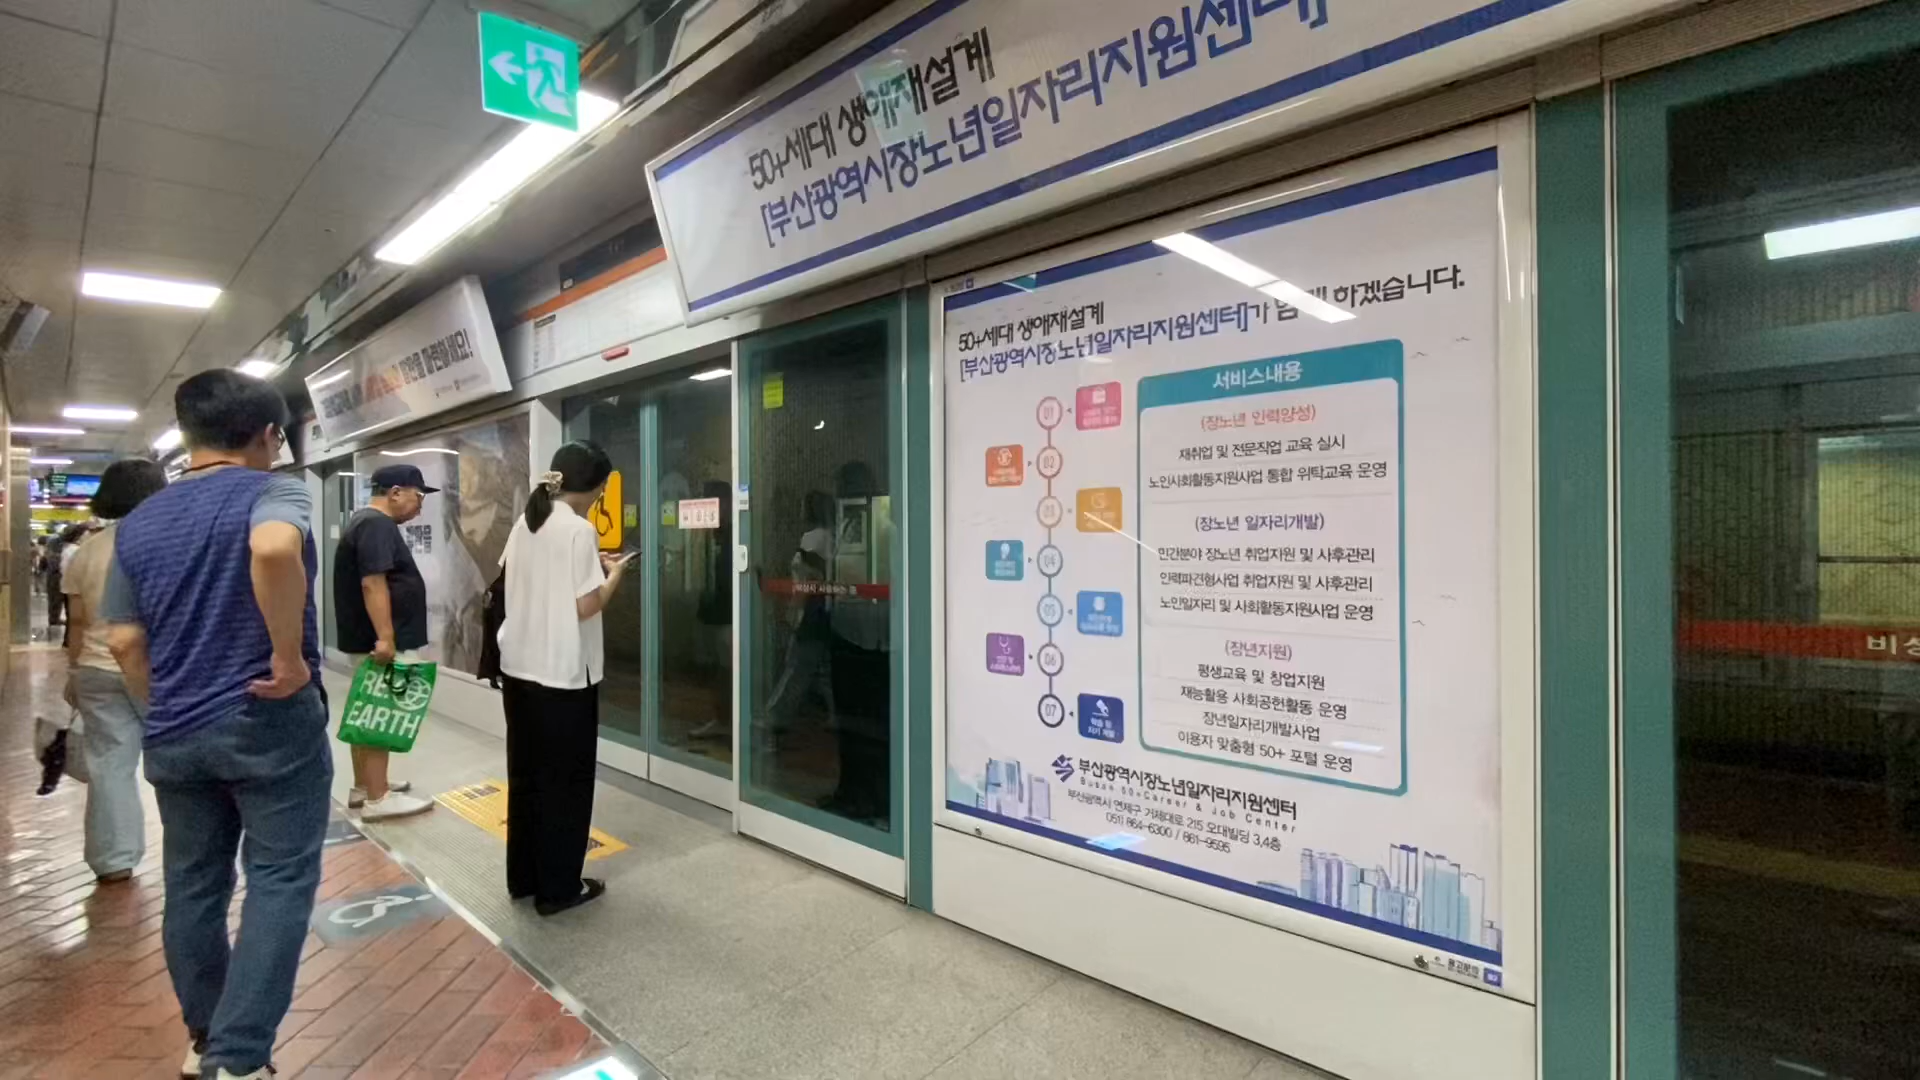 50+세대 생애재설계
[부산광역시장노년일자리지원센터]
50+세대 생애재설계
[부산광역시장노년일자리지원센터]가 함께 하겠습니다.
01
02
03
04
05
06
07
서비스내용
(장노년 인력양성)
재취업 및 전문직업 교육 실시
노인사회활동지원사업 통합 위탁교육 운영
(장노년 일자리개발)
민간분야 장노년 취업지원 및 사후관리
인력파견형사업 취업지원 및 사후관리
노인일자리 및 사회활동지원사업 운영
(장년지원)
평생교육 및 창업지원
재능활용 사회공헌활동 운영
장년일자리개발사업
이용자 맞춤형 50+ 포털 운영
부산광역시장노년일자리지원센터
Busan 50+Career & Job Center
부산광역시 연제구 거제대로 215 오대빌딩 3,4층
051) 864-6300 / 861-9595
광고문의
EARTH